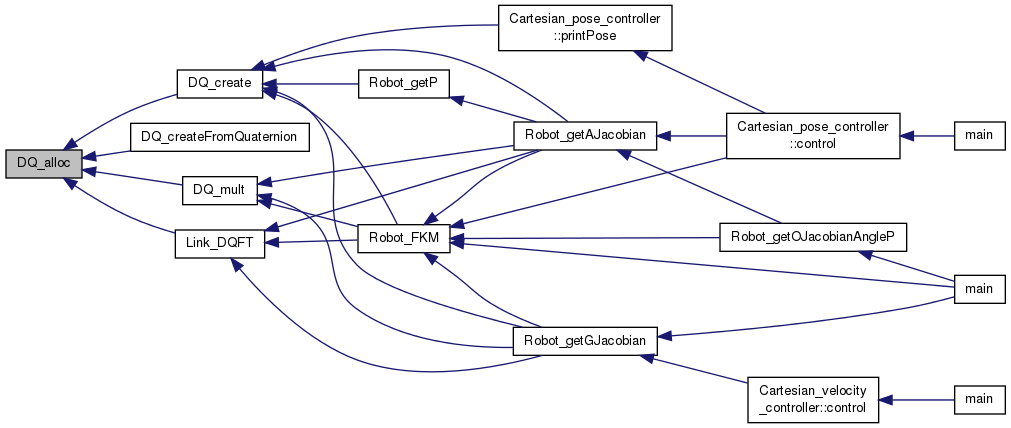 Cartesian_pose_controller
::printPose
DQ_create
Robot_getP
DQ_createFromQuaternion
Robot_getAJacobian
Cartesian_pose_controller
::control
main
DQ_alloc
DQ_mult
Link_DQFT
Robot_FKM
Robot_getOJacobianAngleP
main
Robot_getGJacobian
Cartesian_velocity
_controller::control
main